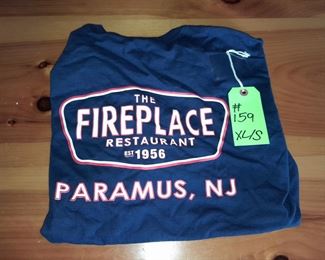 THE
FIREPLACE
RESTAURANT
EST 1956
PARAMUS, NJ
#
159
XL/S